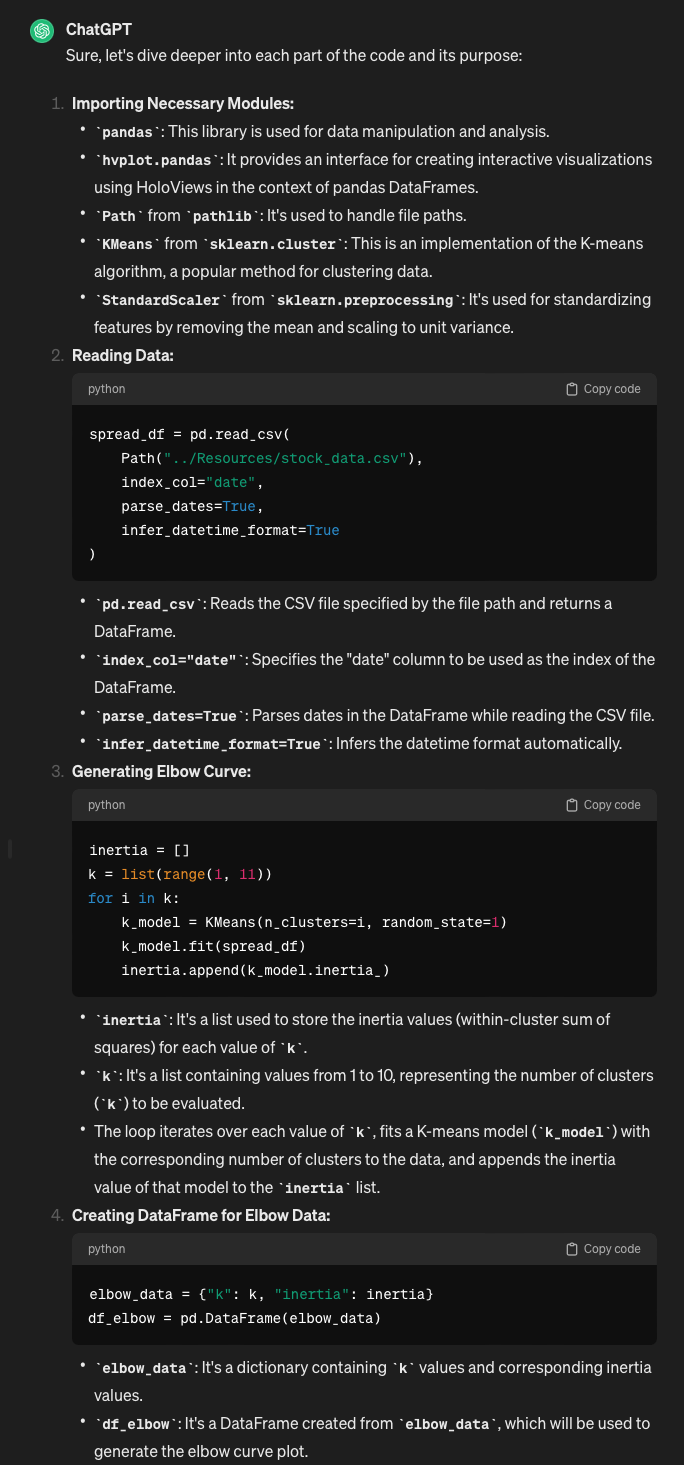 ChatGPT
Sure, let's dive deeper into each part of the code and its purpose:
1. Importing Necessary Modules:
• `pandas`: This library is used for data manipulation and analysis.
• `hvplot.pandas`: It provides an interface for creating interactive visualizations
using HoloViews in the context of pandas DataFrames.
• `Path` from `pathlib`: It's used to handle file paths.
• `KMeans` from `sklearn.cluster`: This is an implementation of the K-means
algorithm, a popular method for clustering data.
• `StandardScaler` from `sklearn.preprocessing`: It's used for standardizing
features by removing the mean and scaling to unit variance.
2. Reading Data:
python Copy code
spread_df = pd.read_csv(
    Path("../Resources/stock_data.csv"),
    index_col="date",
    parse_dates=True,
    infer_datetime_format=True
)
• `pd.read_csv`: Reads the CSV file specified by the file path and returns a
DataFrame.
• `index_col="date"`: Specifies the "date" column to be used as the index of the
DataFrame.
• `parse_dates=True`: Parses dates in the DataFrame while reading the CSV file.
• `infer_datetime_format=True`: Infers the datetime format automatically.
3. Generating Elbow Curve:
python Copy code
inertia = []
k = list(range(1, 11))
for i in k:
    k_model = KMeans(n_clusters=i, random_state=1)
    k_model.fit(spread_df)
    inertia.append(k_model.inertia_)
• `inertia`: It's a list used to store the inertia values (within-cluster sum of
squares) for each value of `k`.
• `k`: It's a list containing values from 1 to 10, representing the number of clusters
(`k`) to be evaluated.
• The loop iterates over each value of `k`, fits a K-means model (`k_model`) with
the corresponding number of clusters to the data, and appends the inertia
value of that model to the `inertia` list.
4. Creating DataFrame for Elbow Data:
python Copy code
elbow_data = {"k": k, "inertia": inertia}
df_elbow = pd.DataFrame(elbow_data)
• `elbow_data`: It's a dictionary containing `k` values and corresponding inertia
values.
• `df_elbow`: It's a DataFrame created from `elbow_data`, which will be used to
generate the elbow curve plot.